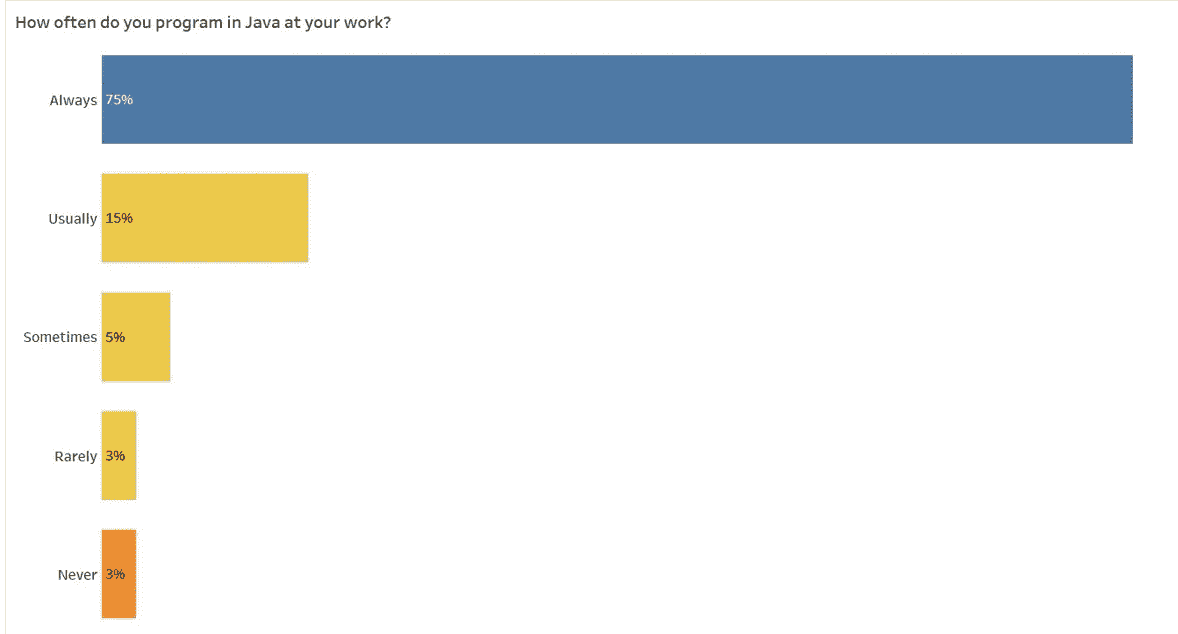 How often do you program in Java at your work?
Always 75%
Usually 15%
Sometimes 5%
Rarely 3%
Never 3%